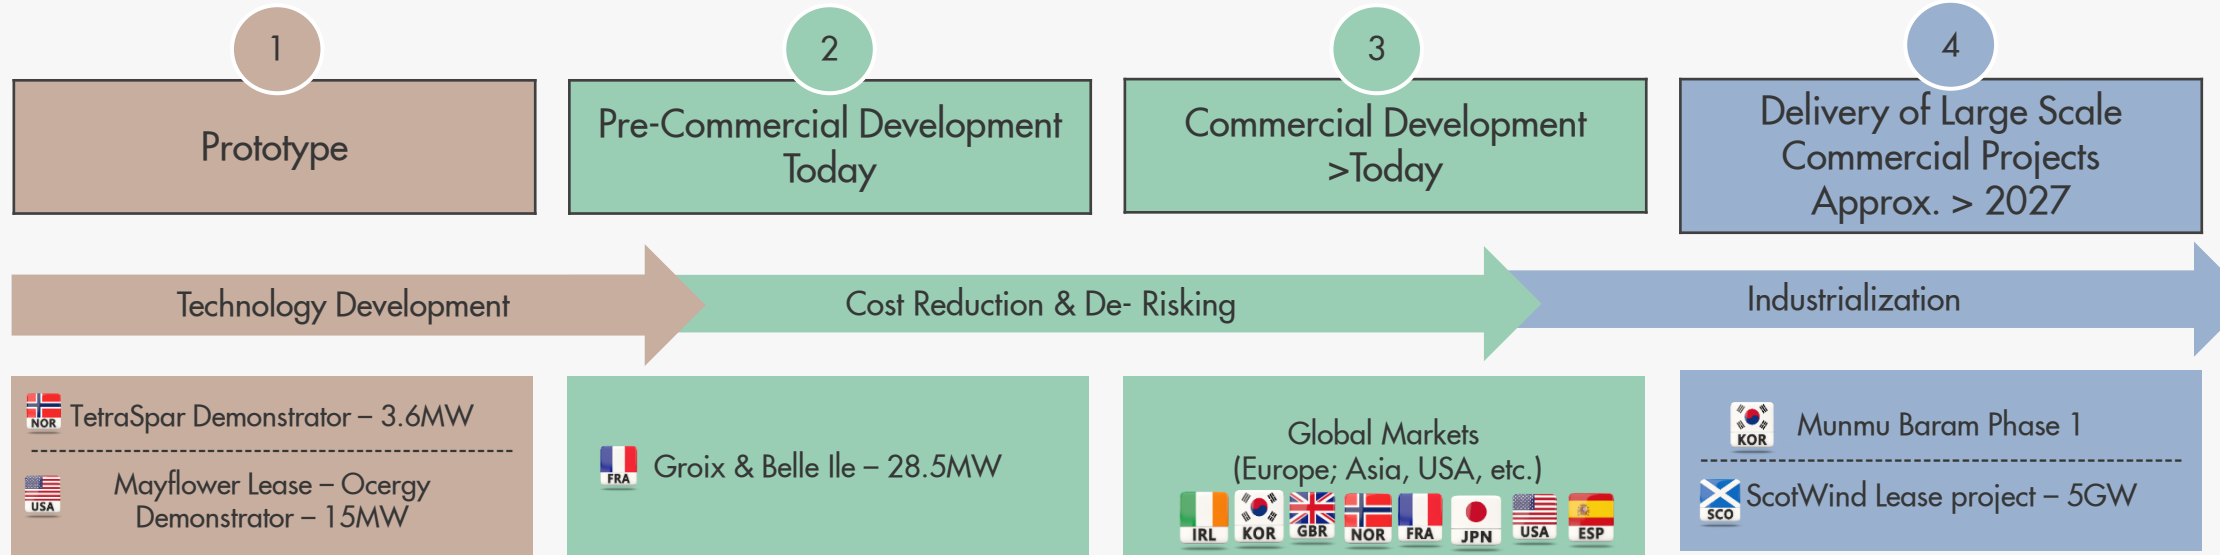 1
Prototype
2
Pre-Commercial Development
Today
3
Commercial Development
>Today
4
Delivery of Large Scale
Commercial Projects
Approx. > 2027
Technology Development
Cost Reduction & De- Risking
Industrialization
NOR
TetraSpar Demonstrator – 3.6MW
USA
Mayflower Lease – Ocergy
Demonstrator – 15MW
FRA
Groix & Belle Ile – 28.5MW
Global Markets
(Europe; Asia, USA, etc.)
IRL KOR GBR NOR FRA JPN USA ESP
KOR
Munmu Baram Phase 1
SCO
ScotWind Lease project – 5GW